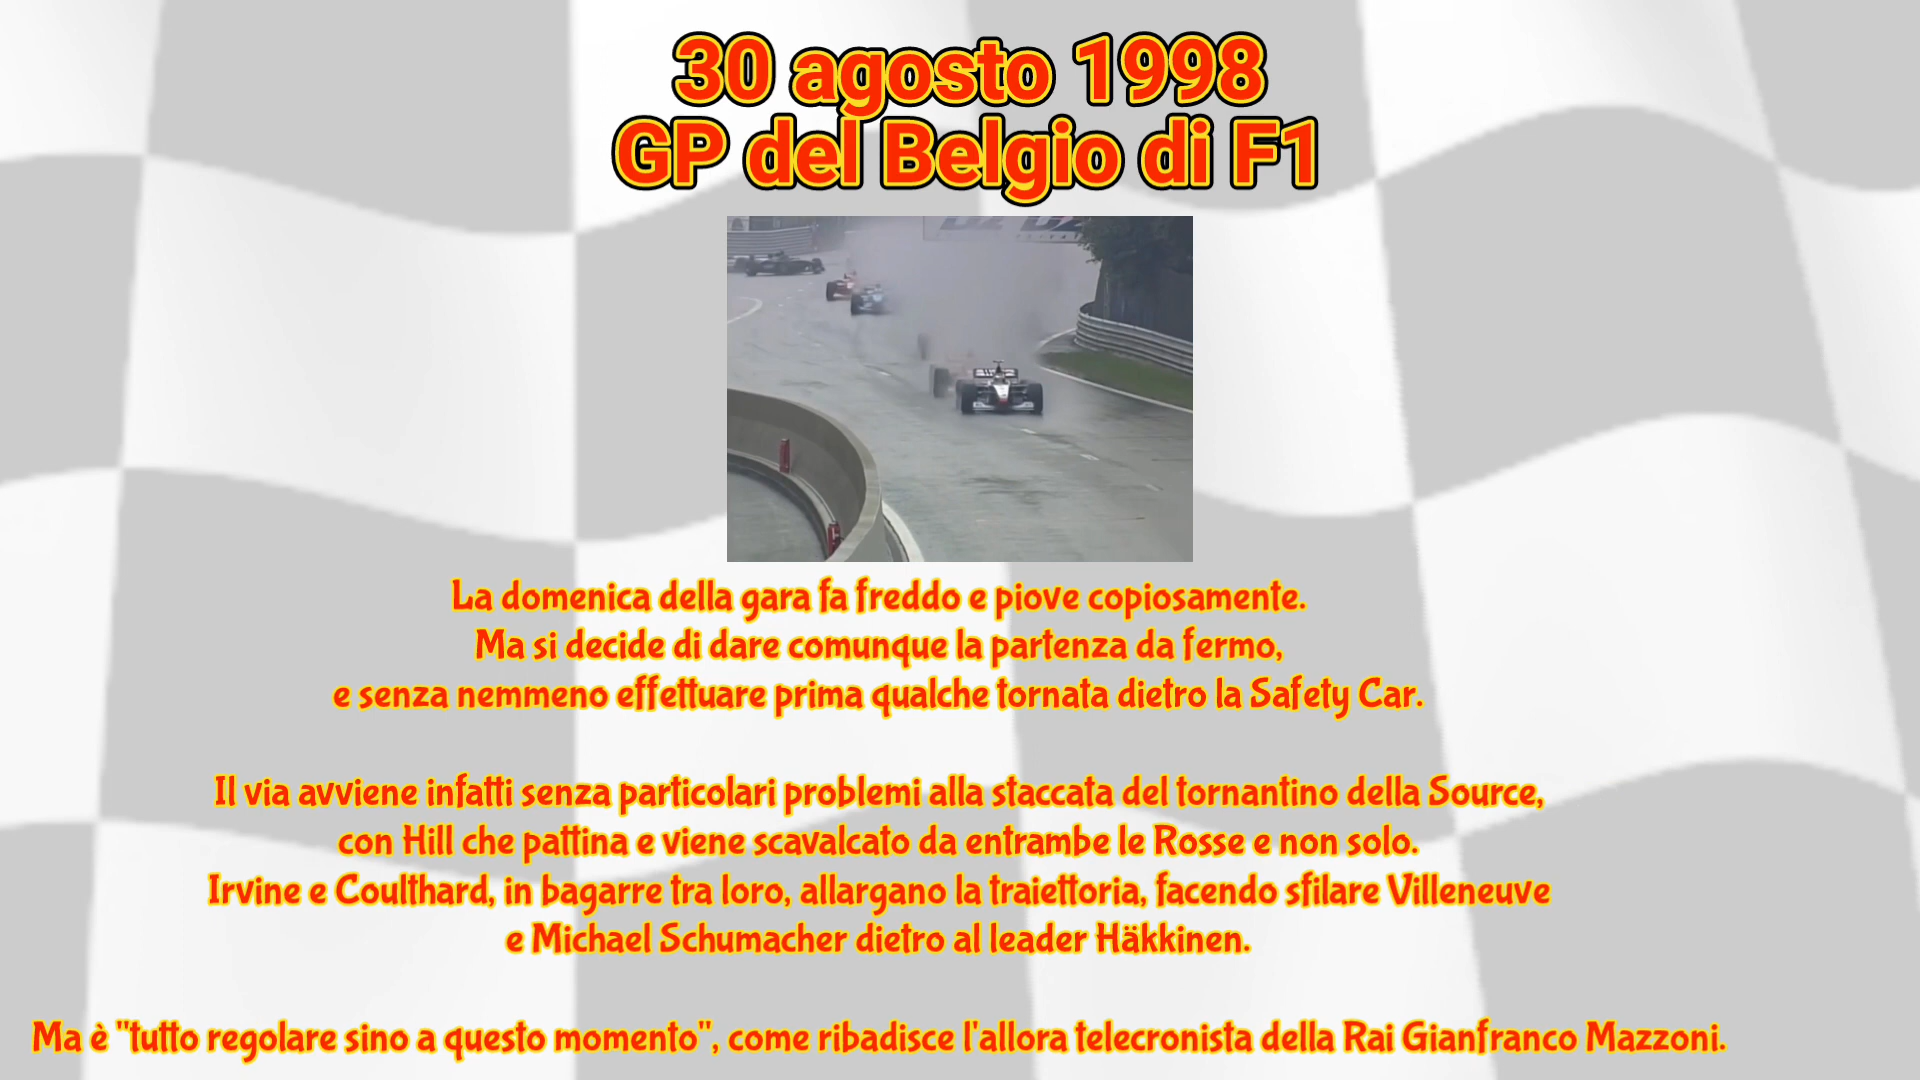 30 agosto 1998
GP del Belgio di F1
La domenica della gara fa freddo e piove copiosamente.
Ma si decide di dare comunque la partenza da fermo,
e senza nemmeno effettuare prima qualche tornata dietro la Safety Car.
Il via avviene infatti senza particolari problemi alla staccata del tornantino della Source,
con Hill che pattina e viene scavalcato da entrambe le Rosse e non solo.
Irvine e Coulthard, in bagarre tra loro, allargano la traiettoria, facendo sfilare Villeneuve
e Michael Schumacher dietro al leader Häkkinen.
Ma è "tutto regolare sino a questo momento", come ribadisce l'allora telecronista della Rai Gianfranco Mazzoni.